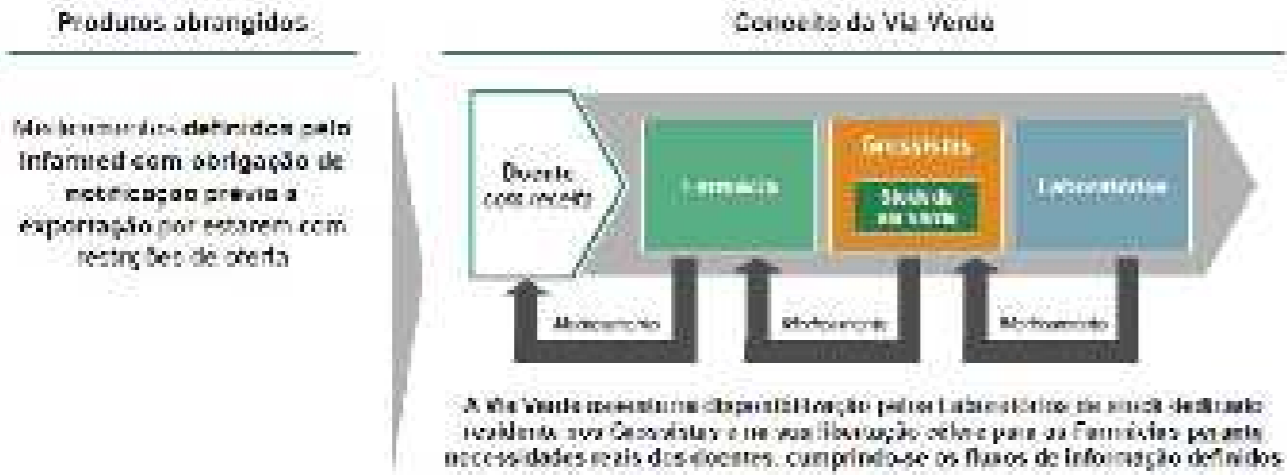 Produtos abrangidos
Conceito da Via Verde
Medicamentos definidos pelo
Infarmed com obrigação de
notificação prévia à
exportação por estarem com
restrições de oferta
Doente
com receita
Farmácia
Grossistas
Stock da
Via Verde
Laboratórios
Medicamento
Medicamento
Medicamento
A Via Verde assenta na disponibilização pelos Laboratórios de stock dedicado
residente nos Grossistas e na sua libertação célere para as Farmácias perante
necessidades reais dos doentes, cumprindo-se os fluxos de informação definidos